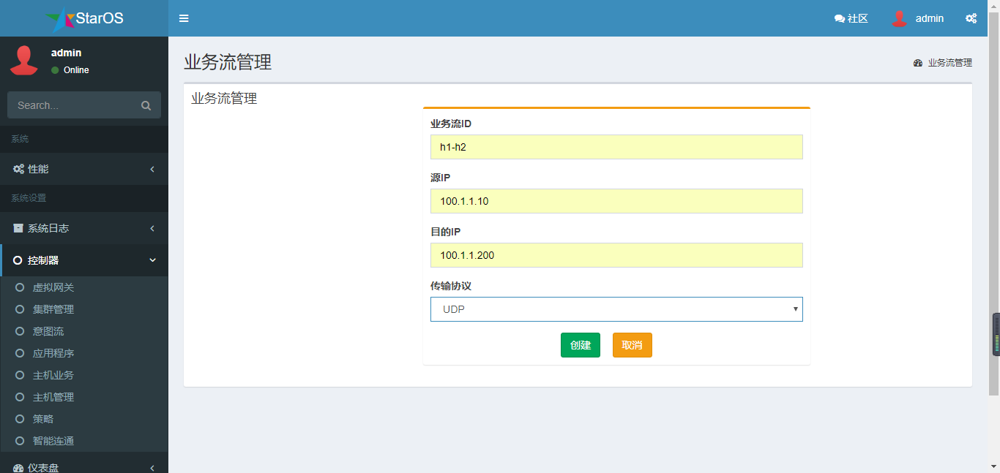 StarOS
社区
admin
admin
Online
Search...
系统
性能
系统设置
系统日志
控制器
虚拟网关
集群管理
意图流
应用程序
主机业务
主机管理
策略
智能连通
仪表盘
业务流管理
业务流管理
业务流管理
业务流ID
h1-h2
源IP
100.1.1.10
目的IP
100.1.1.200
传输协议
UDP
创建
取消